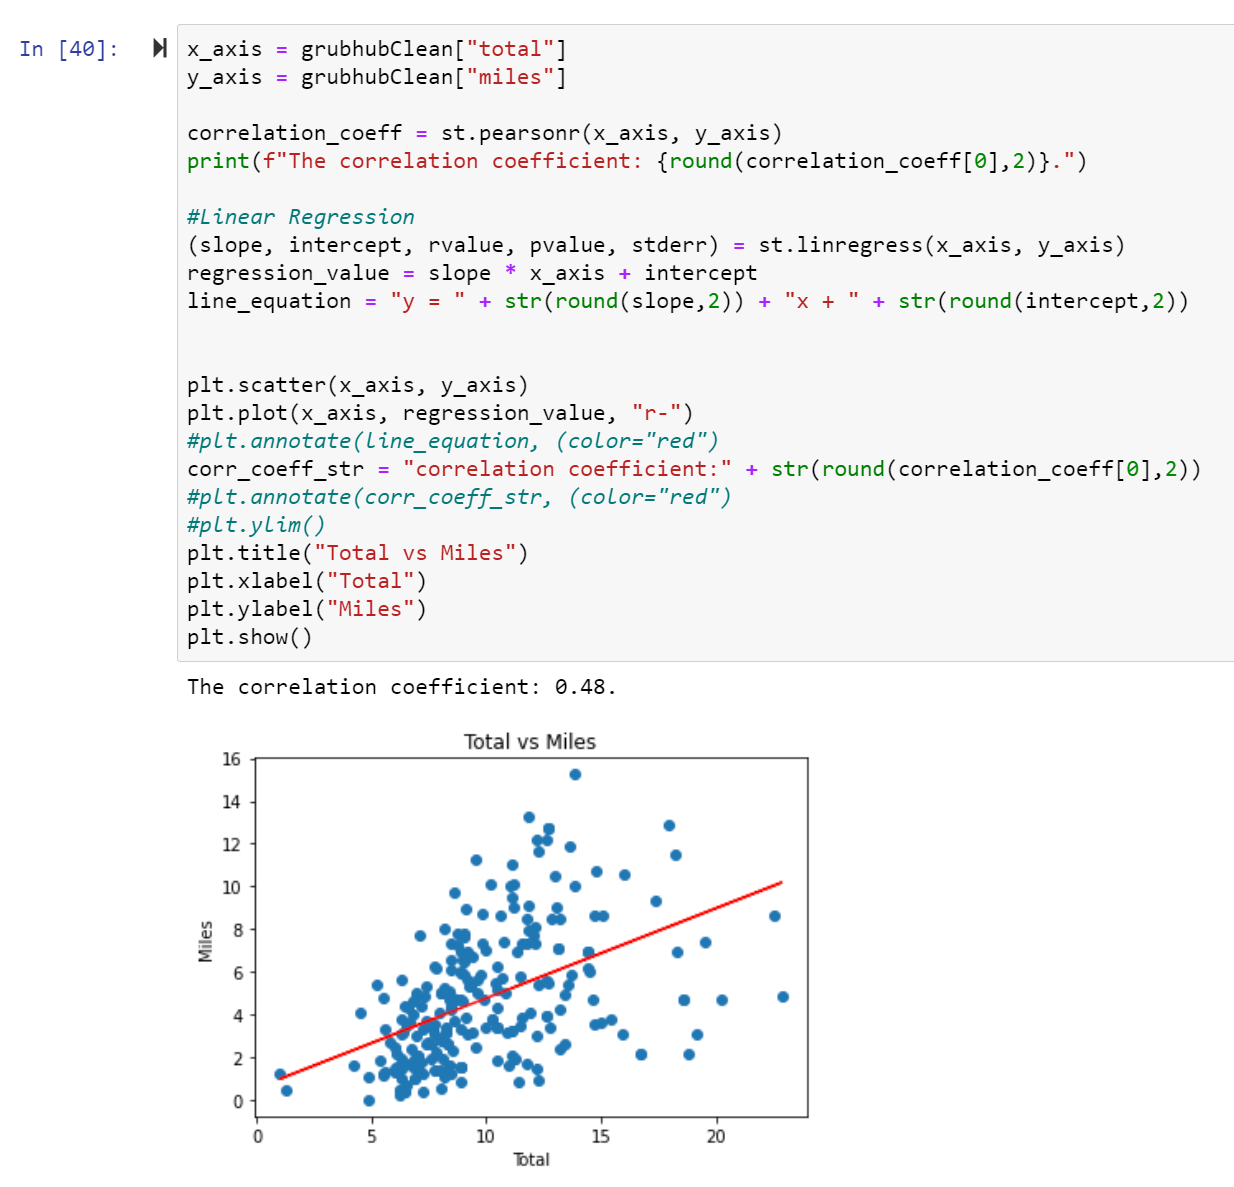 In [40]:
x_axis = grubhubClean["total"]
y_axis = grubhubClean["miles"]
correlation_coeff = st.pearsonr(x_axis, y_axis)
print(f"The correlation coefficient: {round(correlation_coeff[0],2)}.")
#Linear Regression
(slope, intercept, rvalue, pvalue, stderr) = st.linregress(x_axis, y_axis)
regression_value = slope * x_axis + intercept
line_equation = "y = " + str(round(slope,2)) + "x + " + str(round(intercept,2))
plt.scatter(x_axis, y_axis)
plt.plot(x_axis, regression_value, "r-")
#plt.annotate(line_equation, (color="red")
corr_coeff_str = "correlation coefficient:" + str(round(correlation_coeff[0],2))
#plt.annotate(corr_coeff_str, (color="red")
#plt.ylim()
plt.title("Total vs Miles")
plt.xlabel("Total")
plt.ylabel("Miles")
plt.show()
The correlation coefficient: 0.48.
Total vs Miles
16
14
12
10
8
6
4
2
0
Miles
0 5 10 15 20
Total